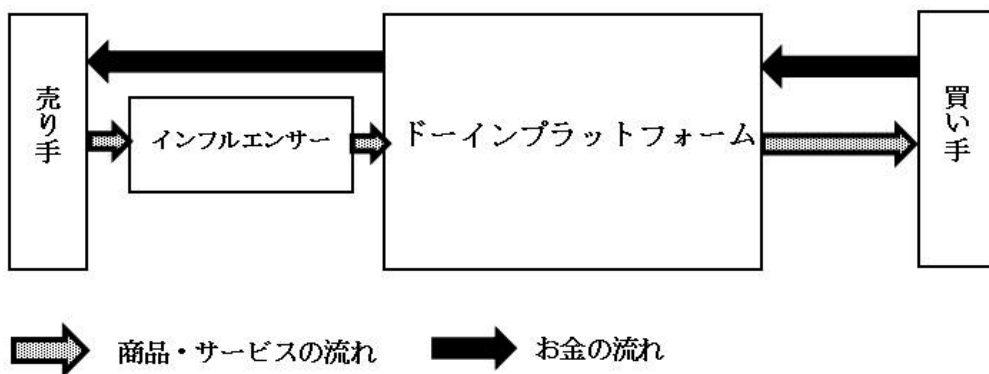 売り手
インフルエンサー
ドーインプラットフォーム
買い手
商品・サービスの流れ
お金の流れ